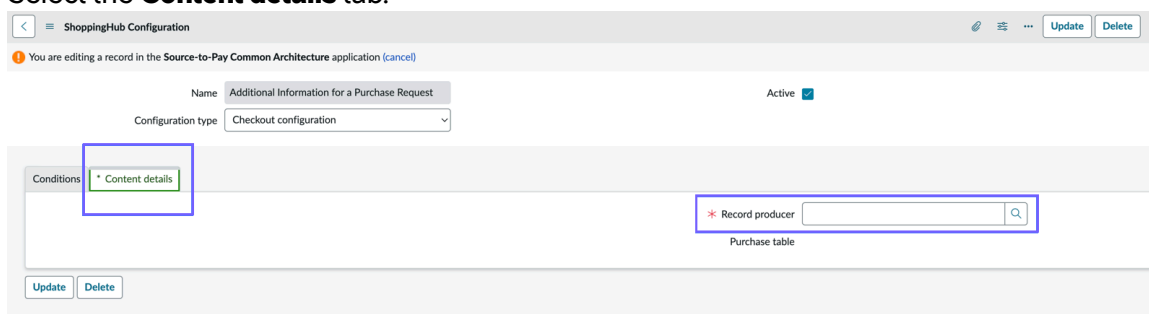 Select the Content details tab.
ShoppingHub Configuration Update Delete
You are editing a record in the Source-to-Pay Common Architecture application (cancel)
Name Additional Information for a Purchase Request Active
Configuration type Checkout configuration
Conditions * Content details
* Record producer
Purchase table
Update Delete